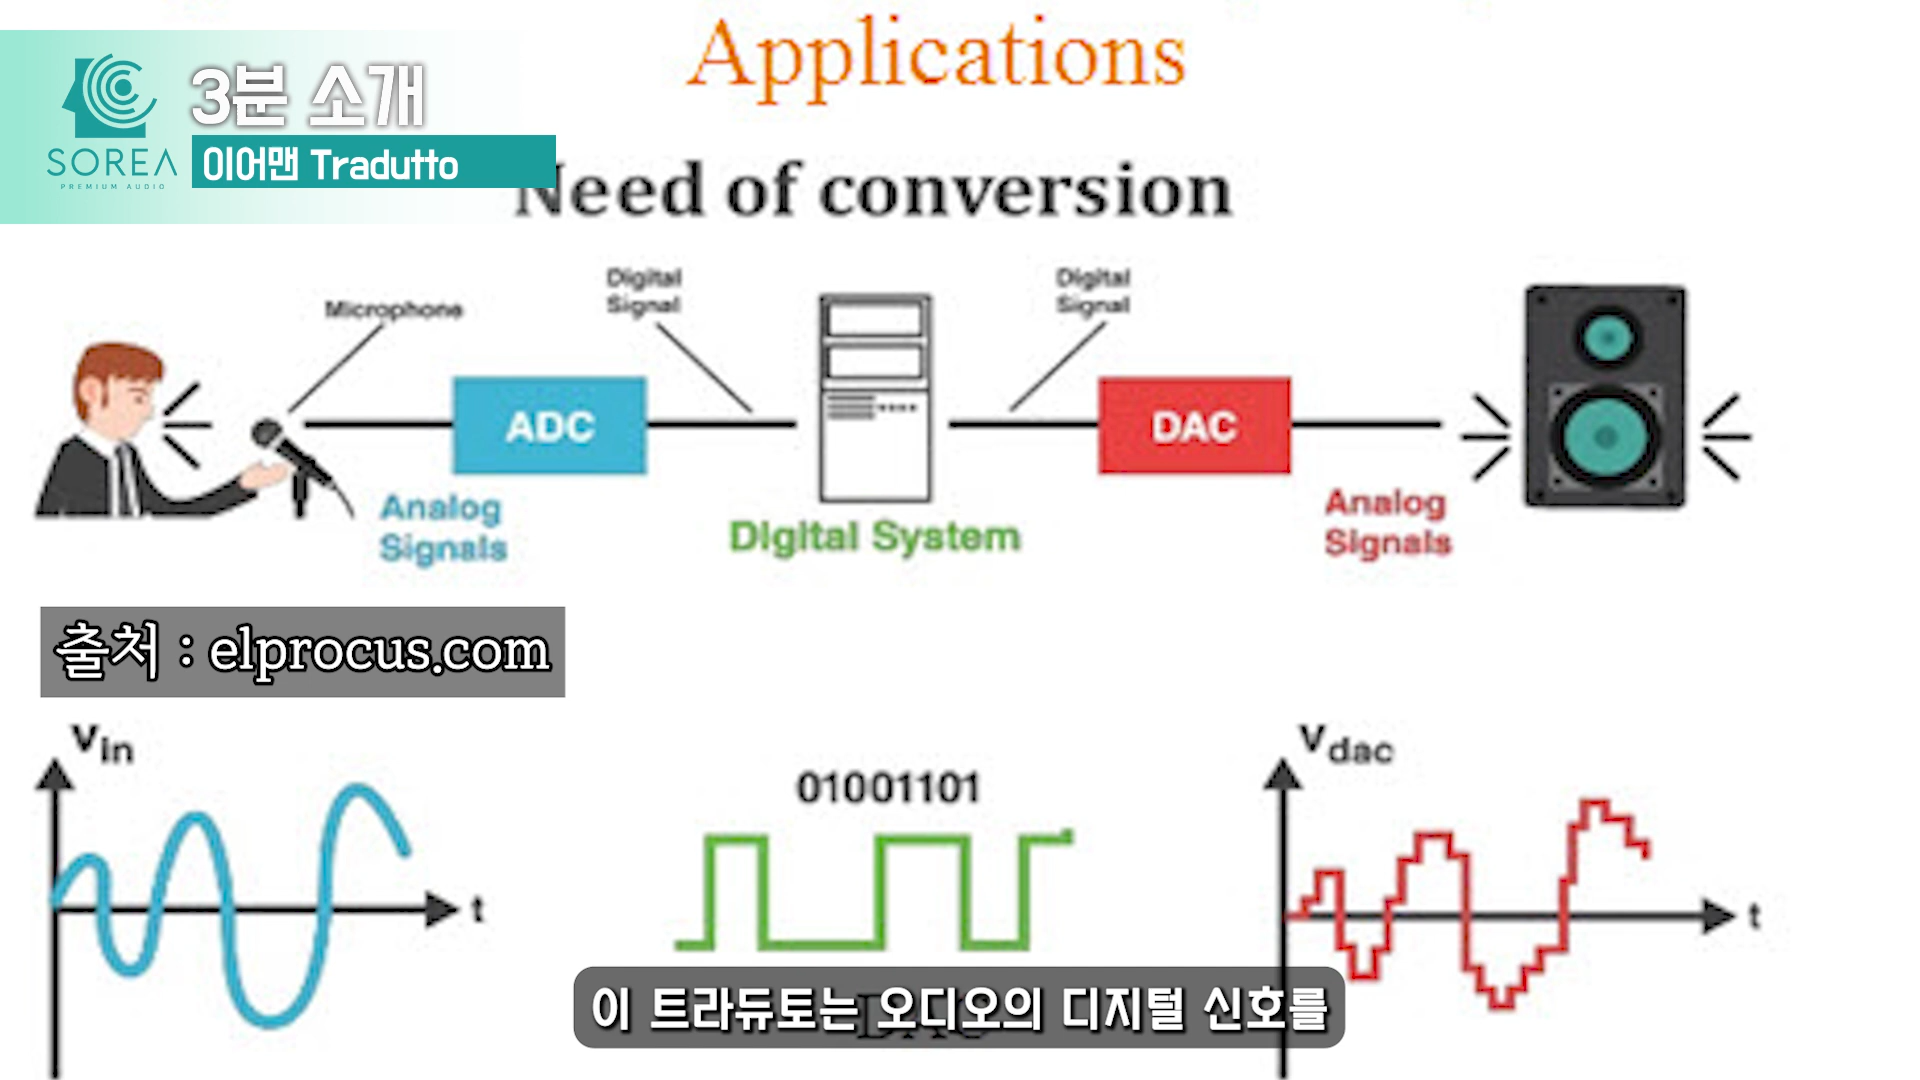 Applications
3분 소개
SOREA
PREMIUM AUDIO
이어맨 Tradutto
Need of conversion
Microphone
Digital
Signal
Digital
Signal
ADC
DAC
Analog
Signals
Digital System
Analog
Signals
출처 : elprocus.com
Vin
t
01001101
Vdac
t
이 트라듀토는 오디오의 디지털 신호를